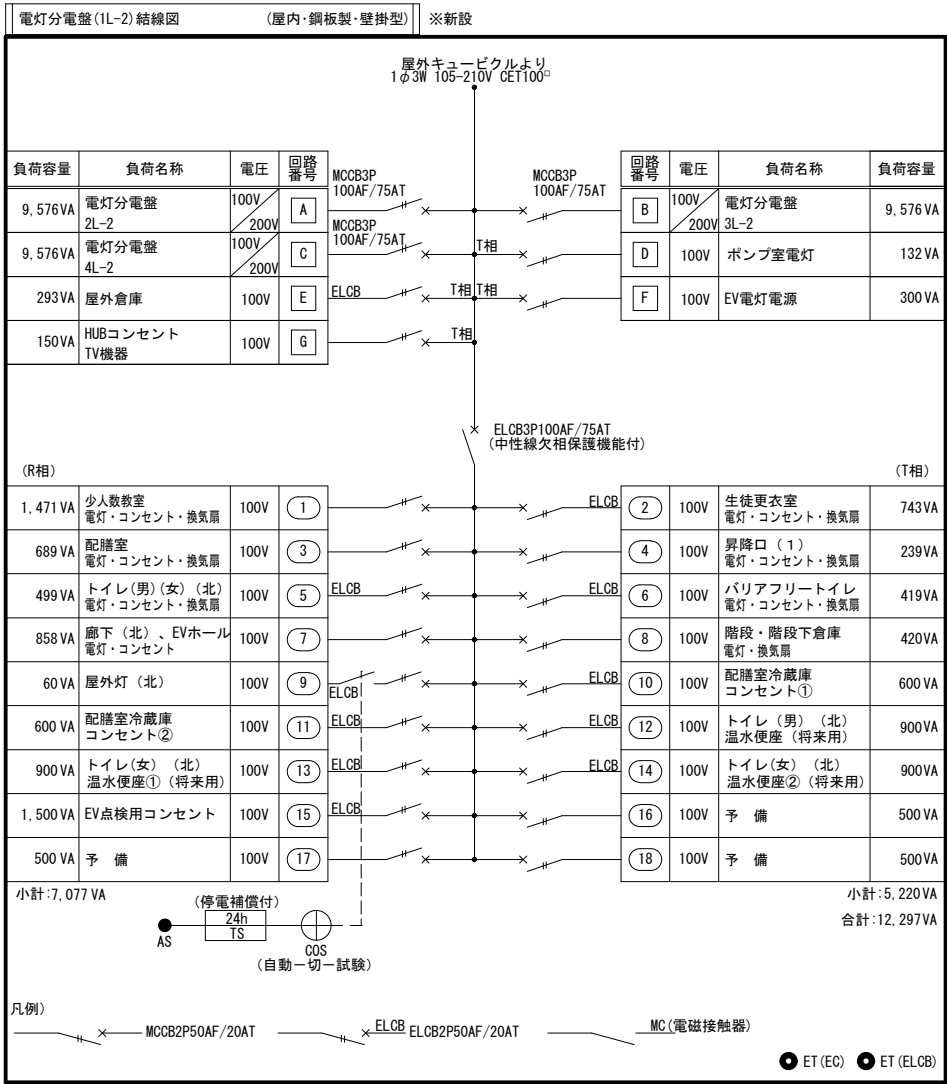 電灯分電盤(1L-2)結線図 (屋内・鋼板製・壁掛型) ※新設
屋外キュービクルより
1φ3W 105-210V CET100□
負荷容量 負荷名称 電圧 回路番号
回路番号 電圧 負荷名称 負荷容量
MCCB3P
100AF/75AT
MCCB3P
100AF/75AT
9,576VA 電灯分電盤 2L-2 100V/200V A
B 100V/200V 電灯分電盤 3L-2 9,576VA
MCCB3P
100AF/75AT
9,576VA 電灯分電盤 4L-2 100V/200V C
T相 D 100V ポンプ室電灯 132VA
293VA 屋外倉庫 100V E ELCB T相
T相 F 100V EV電灯電源 300VA
150VA HUBコンセント TV機器 100V G T相
ELCB3P100AF/75AT
(中性線欠相保護機能付)
(R相) (T相)
1,471VA 少人数教室 電灯・コンセント・換気扇 100V 1
ELCB 2 100V 生徒更衣室 電灯・コンセント・換気扇 743VA
689VA 配膳室 電灯・コンセント・換気扇 100V 3
4 100V 昇降口(1) 電灯・コンセント・換気扇 239VA
499VA トイレ(男)(女)(北) 電灯・コンセント・換気扇 100V 5 ELCB
ELCB 6 100V バリアフリートイレ 電灯・コンセント・換気扇 419VA
858VA 廊下(北)、EVホール 電灯・コンセント 100V 7
8 100V 階段・階段下倉庫 電灯・換気扇 420VA
60VA 屋外灯(北) 100V 9 ELCB
ELCB 10 100V 配膳室冷蔵庫 コンセント① 600VA
600VA 配膳室冷蔵庫 コンセント② 100V 11 ELCB
ELCB 12 100V トイレ(男)(北) 温水便座(将来用) 900VA
900VA トイレ(女)(北) 温水便座①(将来用) 100V 13 ELCB
ELCB 14 100V トイレ(女)(北) 温水便座②(将来用) 900VA
1,500VA EV点検用コンセント 100V 15 ELCB
16 100V 予 備 500VA
500VA 予 備 100V 17
18 100V 予 備 500VA
小計:7,077VA
小計:5,220VA
合計:12,297VA
(停電補償付)
24h
TS
AS
COS
(自動ー切ー試験)
凡例)
MCCB2P50AF/20AT ELCB ELCB2P50AF/20AT MC(電磁接触器)
ET(EC) ET(ELCB)